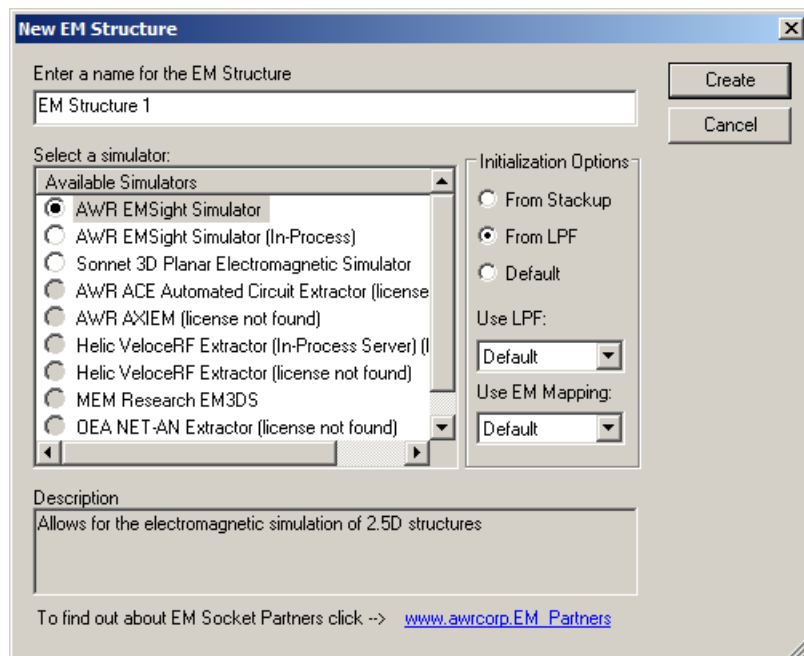 New EM Structure
Enter a name for the EM Structure
EM Structure 1
Create
Cancel
Select a simulator:
Available Simulators
AWR EMSight Simulator
AWR EMSight Simulator (In-Process)
Sonnet 3D Planar Electromagnetic Simulator
AWR ACE Automated Circuit Extractor (license
AWR AXIEM (license not found)
Helic VeloceRF Extractor (In-Process Server) (l
Helic VeloceRF Extractor (license not found)
MEM Research EM3DS
OEA NET-AN Extractor (license not found)
Initialization Options
From Stackup
From LPF
Default
Use LPF:
Default
Use EM Mapping:
Default
Description
Allows for the electromagnetic simulation of 2.5D structures
To find out about EM Socket Partners click --> www.awrcorp.EM_Partners